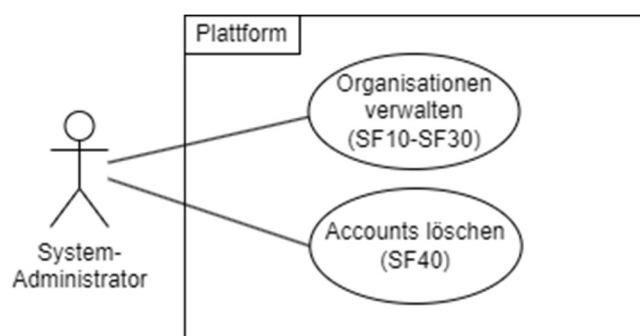 Plattform
Organisationen
verwalten
(SF10-SF30)
Accounts löschen
(SF40)
System-
Administrator